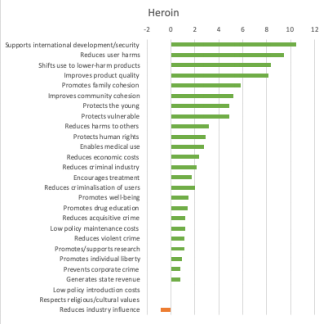 Heroin
-2 0 2 4 6 8 10 12
Supports international development/security
Reduces user harms
Shifts use to lower-harm products
Improves product quality
Promotes family cohesion
Improves community cohesion
Protects the young
Protects vulnerable
Reduces harms to others
Protects human rights
Enables medical use
Reduces economic costs
Reduces criminal industry
Encourages treatment
Reduces criminalisation of users
Promotes well-being
Promotes drug education
Reduces acquisitive crime
Low policy maintenance costs
Reduces violent crime
Promotes/supports research
Promotes individual liberty
Prevents corporate crime
Generates state revenue
Low policy introduction costs
Respects religious/cultural values
Reduces industry influence